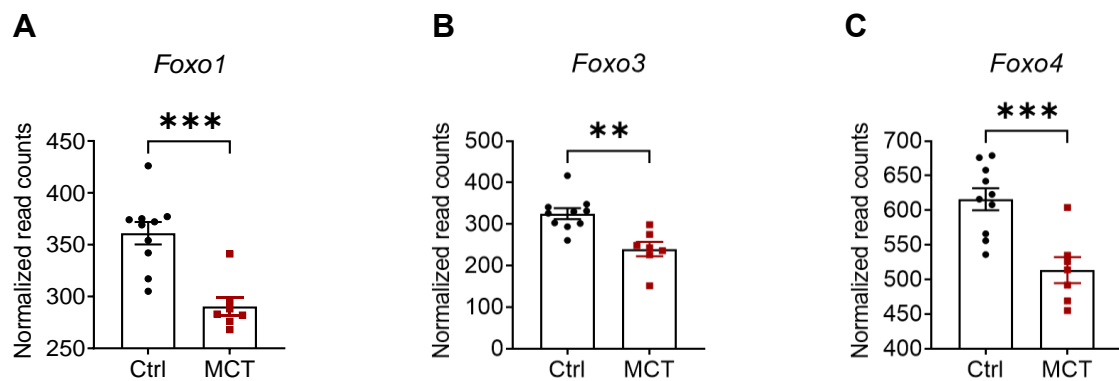 A
Foxo1
***
Normalized read counts
450
400
350
300
250
Ctrl MCT
B
Foxo3
**
Normalized read counts
500
400
300
200
100
0
Ctrl MCT
C
Foxo4
***
Normalized read counts
700
650
600
550
500
450
400
Ctrl MCT